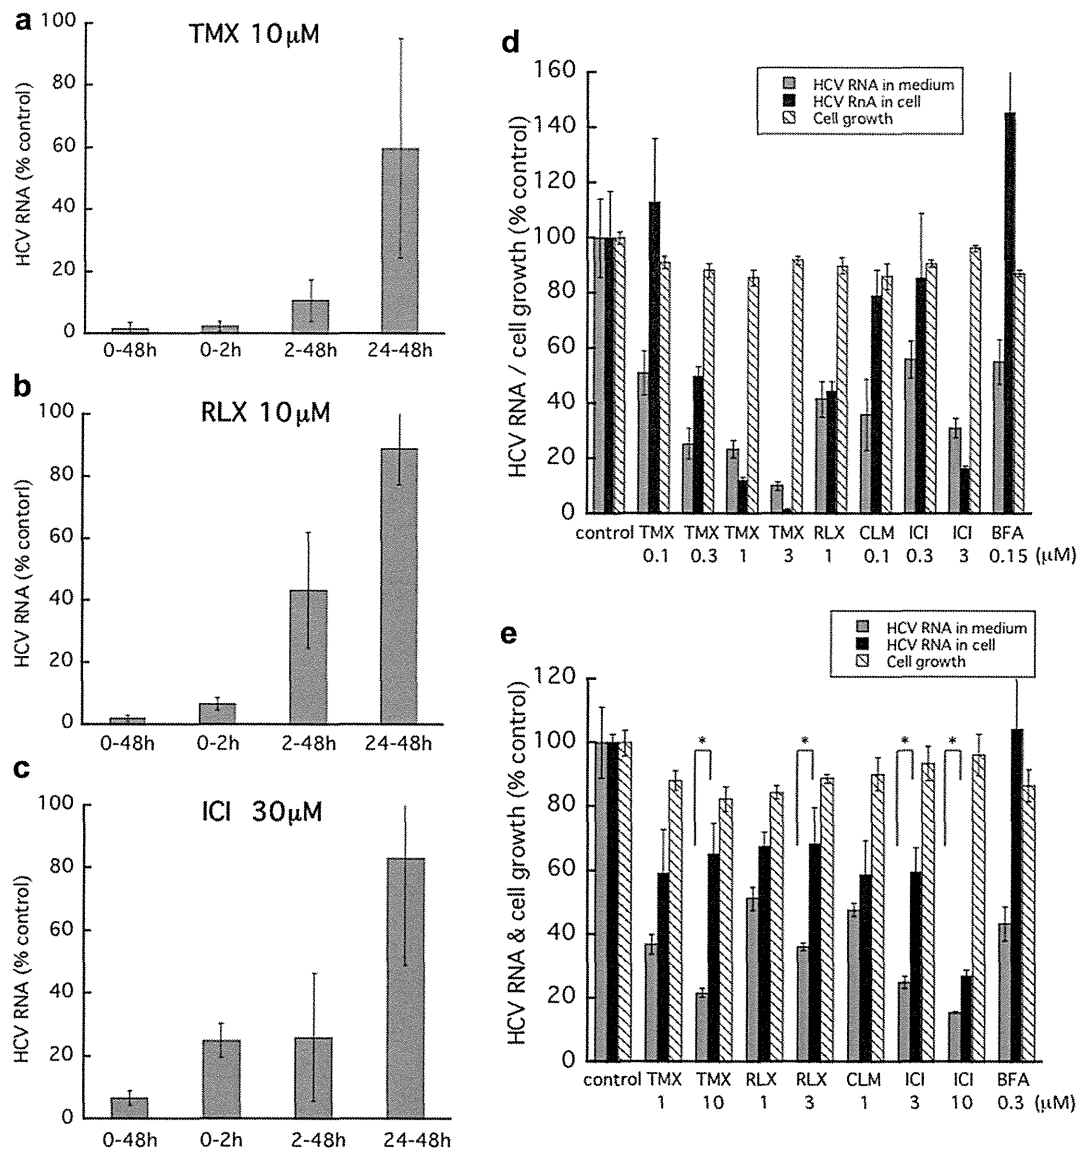 a
TMX 10μM
HCV RNA (% control)
100
80
60
40
20
0
0-48h 0-2h 2-48h 24-48h
b
RLX 10μM
HCV RNA (% contorl)
100
80
60
40
20
0
0-48h 0-2h 2-48h 24-48h
c
ICI 30μM
HCV RNA (% control)
100
80
60
40
20
0
0-48h 0-2h 2-48h 24-48h
d
HCV RNA / cell growth (% control)
160
140
120
100
80
60
40
20
0
HCV RNA in medium
HCV RnA in cell
Cell growth
control TMX TMX TMX TMX RLX CLM ICI ICI BFA
0.1 0.3 1 3 1 0.1 0.3 3 0.15 (μM)
e
HCV RNA & cell growth (% control)
120
100
80
60
40
20
0
HCV RNA in medium
HCV RNA in cell
Cell growth
* * * *
control TMX TMX RLX RLX CLM ICI ICI BFA
1 10 1 3 1 3 10 0.3 (μM)